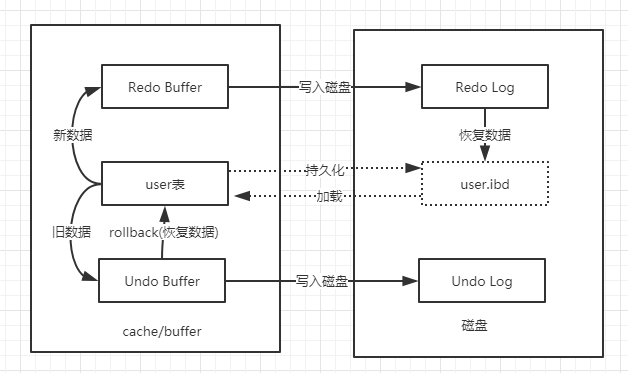 Redo Buffer
写入磁盘
Redo Log
新数据
恢复数据
user表
持久化
加载
user.ibd
旧数据
rollback(恢复数据)
Undo Buffer
写入磁盘
Undo Log
cache/buffer
磁盘